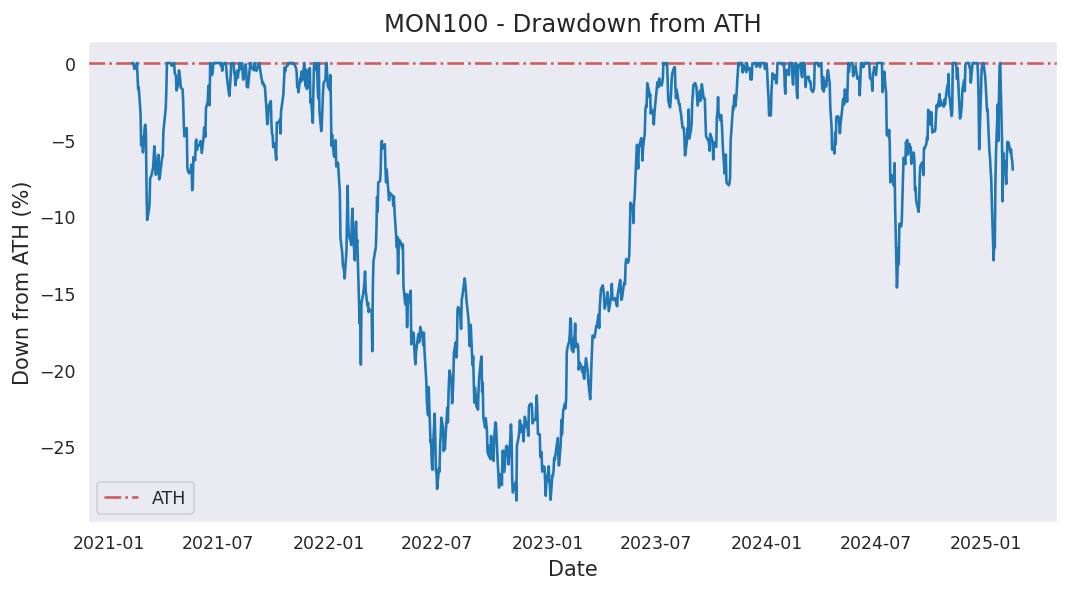 MON100 - Drawdown from ATH
Down from ATH (%)
0
−5
−10
−15
−20
−25
ATH
2021-01 2021-07 2022-01 2022-07 2023-01 2023-07 2024-01 2024-07 2025-01
Date